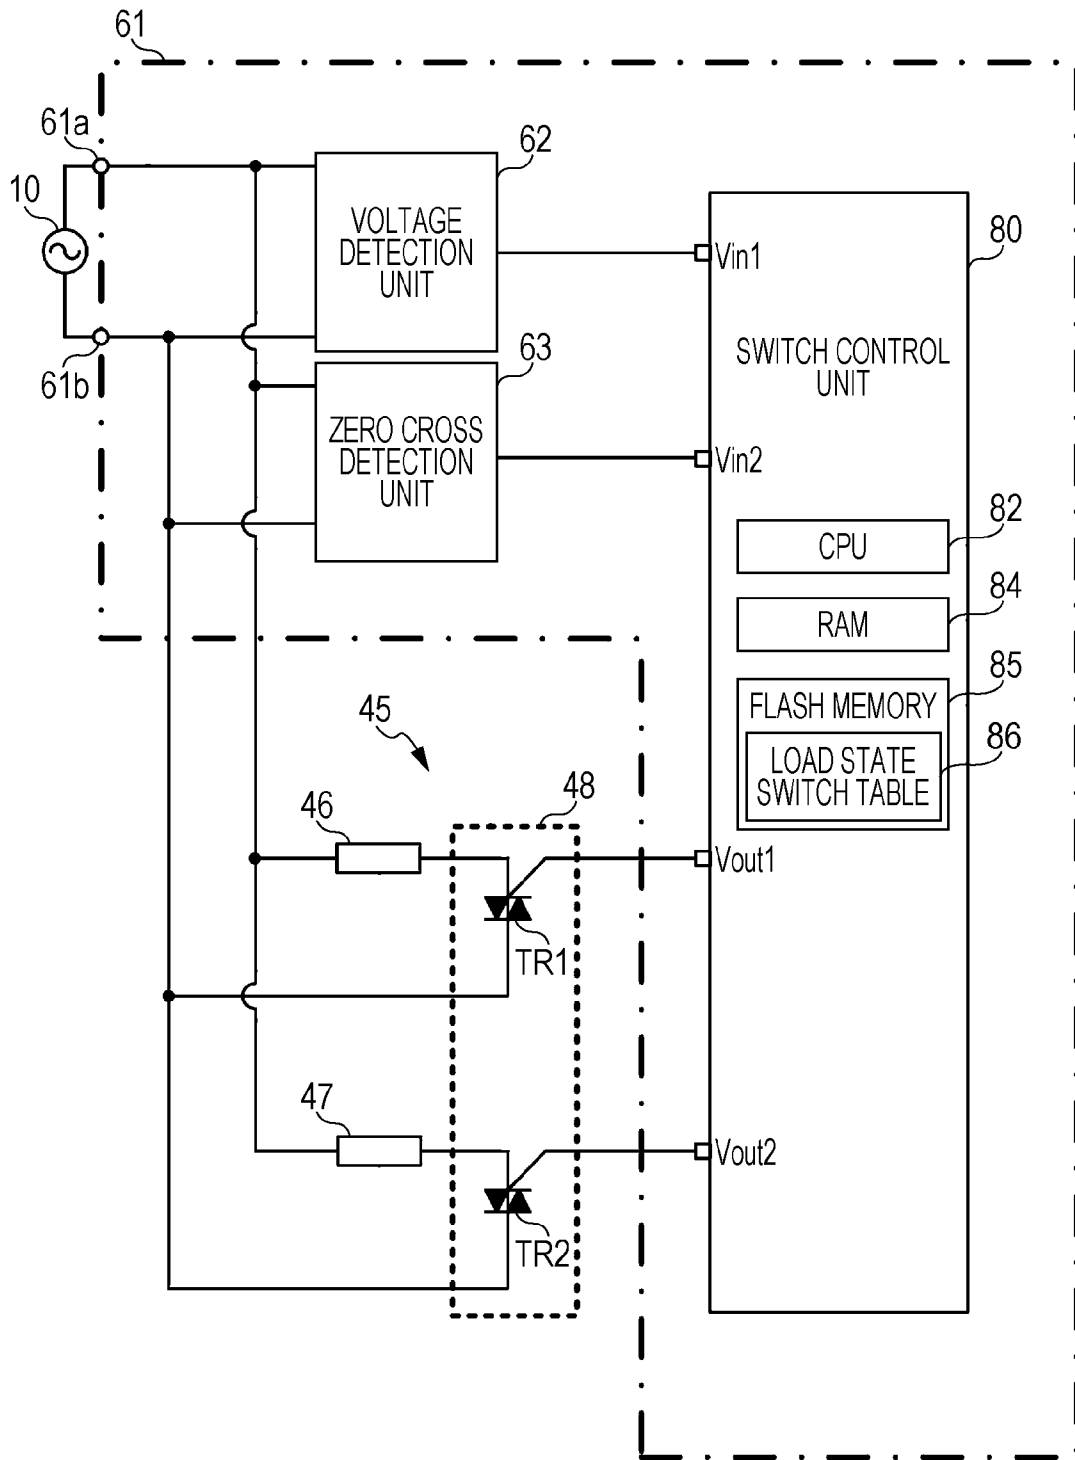 61
61a
62
10
VOLTAGE
DETECTION
UNIT
80
Vin1
63
SWITCH CONTROL
UNIT
61b
ZERO CROSS
DETECTION
UNIT
Vin2
82
CPU
84
RAM
85
FLASH MEMORY
45
86
LOAD STATE
SWITCH TABLE
48
46
Vout1
TR1
47
Vout2
TR2